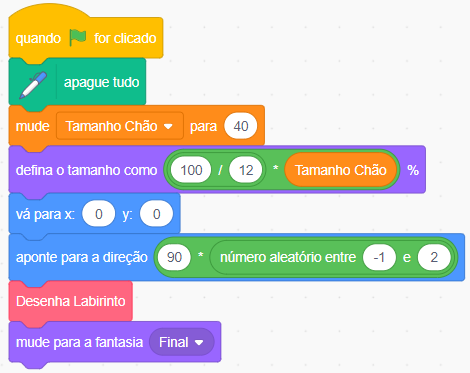 quando for clicado
apague tudo
mude Tamanho Chão para 40
defina o tamanho como 100 / 12 * Tamanho Chão %
vá para x: 0 y: 0
aponte para a direção 90 * número aleatório entre -1 e 2
Desenha Labirinto
mude para a fantasia Final